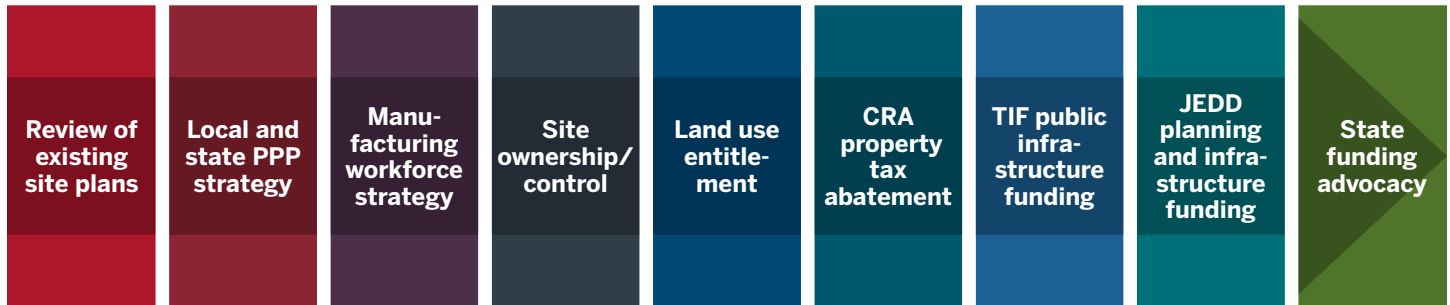 Review of
existing
site plans
Local and
state PPP
strategy
Manu-
facturing
workforce
strategy
Site
ownership/
control
Land use
entitle-
ment
CRA
property
tax
abatement
TIF public
infra-
structure
funding
JEDD
planning
and infra-
structure
funding
State
funding
advocacy